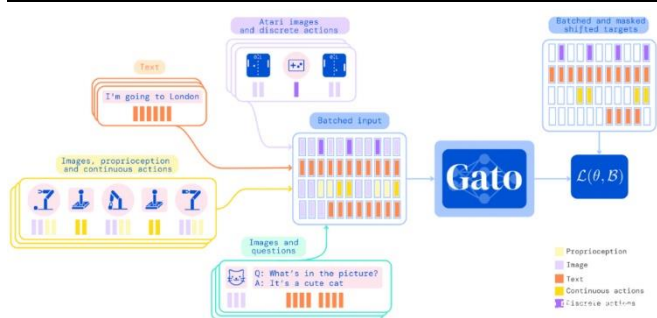 Atari images
and discrete actions
Batched and masked
shifted targets
Text
I'm going to London
Batched input
Images, proprioception
and continuous actions
Gato
L(θ, B)
Images and
questions
Q: What's in the picture?
A: It's a cute cat
Proprioception
Image
Text
Continuous actions
Discrete actions